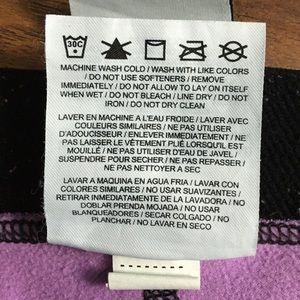 30C
MACHINE WASH COLD / WASH WITH LIKE COLORS
/ DO NOT USE SOFTENERS / REMOVE
IMMEDIATELY / DO NOT ALLOW TO LAY ON ITSELF
WHEN WET / DO NOT BLEACH / LINE DRY / DO NOT
IRON / DO NOT DRY CLEAN
LAVER EN MACHINE A L'EAU FROIDE / LAVER AVEC
COULEURS SIMILAIRES / NE PAS UTILISER
D'ADOUCISSEUR / ENLEVER IMMEDIATEMENT / NE
PAS LAISSER LE VÊTEMENT PLIÉ LORSQU'IL EST
MOUILLÉ / NE PAS UTILISER D'EAU DE JAVEL /
SUSPENDRE POUR SECHER / NE PAS REPASSER /
NE PAS NETTOYER A SEC
LAVAR A MAQUINA EN AGUA FRIA / LAVAR CON
COLORES SIMILARES / NO USAR SUAVIZANTES /
RETIRAR IMMEDIATAMENTE DE LA LAVADORA / NO
DOBLAR PRENDA MOJADA / NO USAR
BLANQUEADORES / SECAR COLGADO / NO
PLANCHAR / NO LAVAR EN SECO